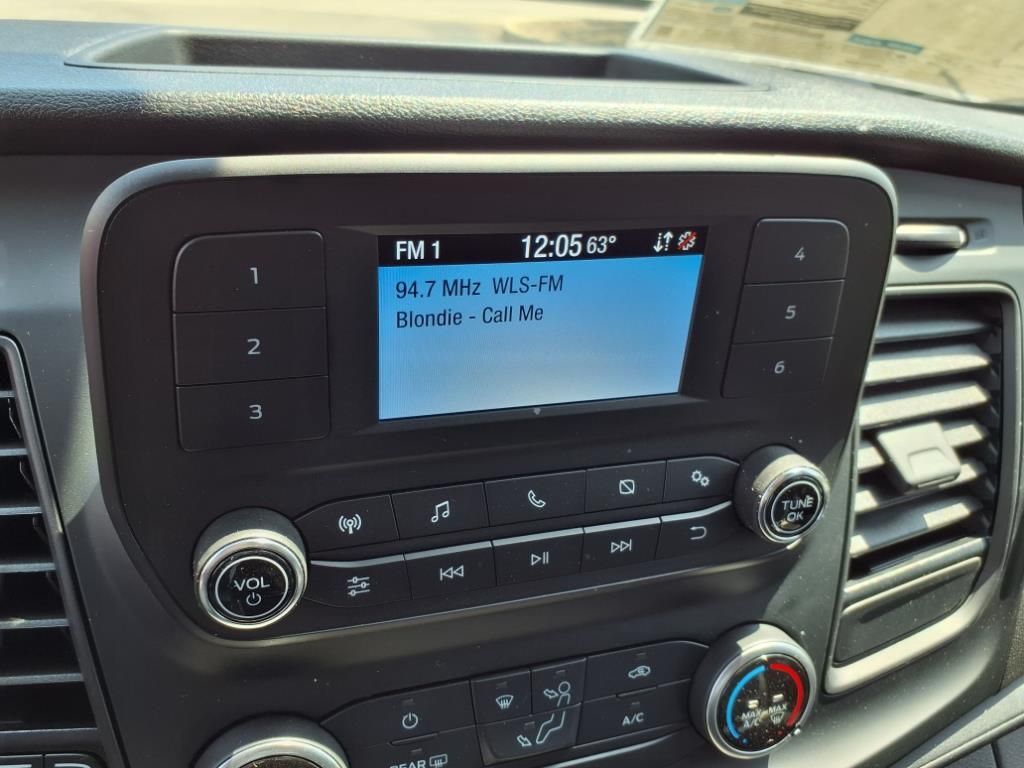 FM 1 12:05 63°
94.7 MHz WLS-FM
Blondie - Call Me
1
2
3
4
5
6
VOL
TUNE
OK
A/C
REAR
MAX
A/C
MAX